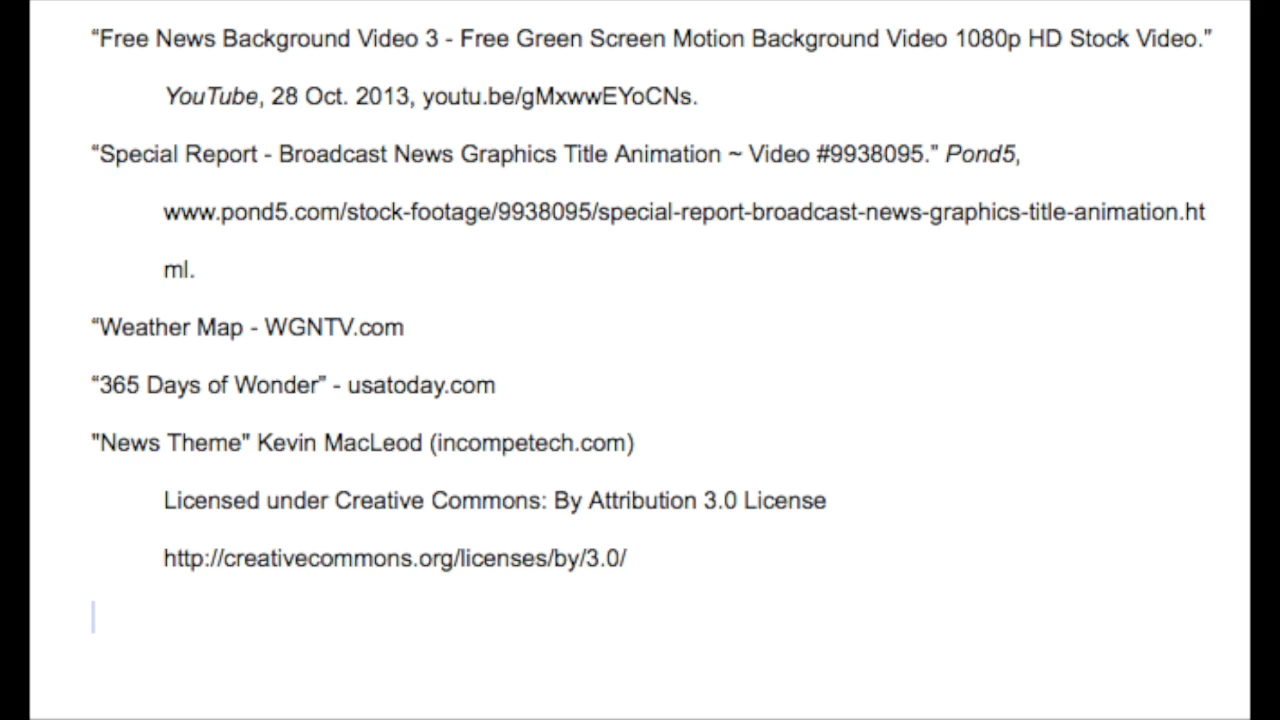 “Free News Background Video 3 - Free Green Screen Motion Background Video 1080p HD Stock Video.”
YouTube, 28 Oct. 2013, youtu.be/gMxwwEYoCNs.
“Special Report - Broadcast News Graphics Title Animation ~ Video #9938095.” Pond5,
www.pond5.com/stock-footage/9938095/special-report-broadcast-news-graphics-title-animation.ht
ml.
“Weather Map - WGNTV.com
“365 Days of Wonder” - usatoday.com
"News Theme" Kevin MacLeod (incompetech.com)
Licensed under Creative Commons: By Attribution 3.0 License
http://creativecommons.org/licenses/by/3.0/